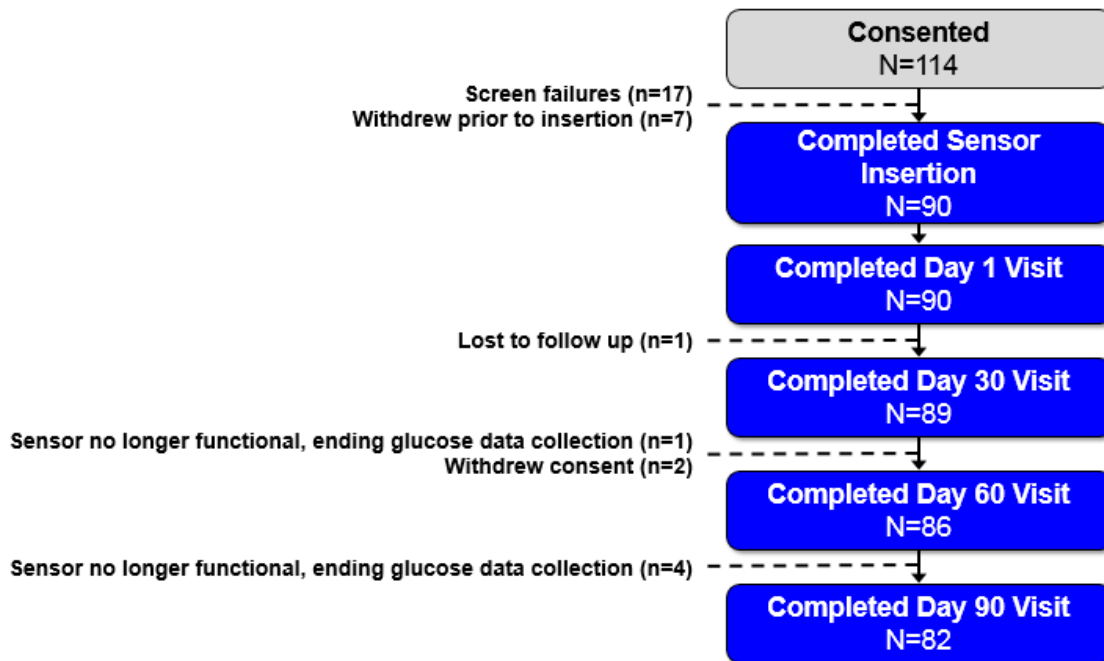 Consented
N=114
Screen failures (n=17)
Withdrew prior to insertion (n=7)
Completed Sensor
Insertion
N=90
Completed Day 1 Visit
N=90
Lost to follow up (n=1)
Completed Day 30 Visit
N=89
Sensor no longer functional, ending glucose data collection (n=1)
Withdrew consent (n=2)
Completed Day 60 Visit
N=86
Sensor no longer functional, ending glucose data collection (n=4)
Completed Day 90 Visit
N=82